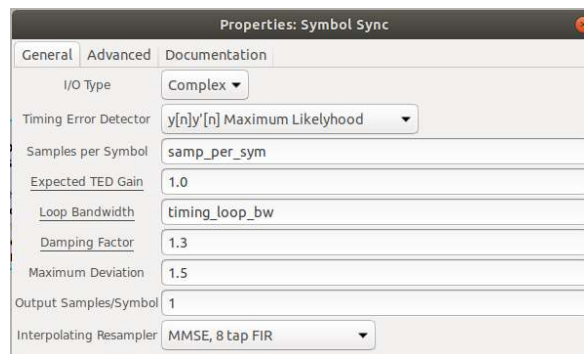 Properties: Symbol Sync
General Advanced Documentation
I/O Type Complex
Timing Error Detector y[n]y'[n] Maximum Likelyhood
Samples per Symbol samp_per_sym
Expected TED Gain 1.0
Loop Bandwidth timing_loop_bw
Damping Factor 1.3
Maximum Deviation 1.5
Output Samples/Symbol 1
Interpolating Resampler MMSE, 8 tap FIR